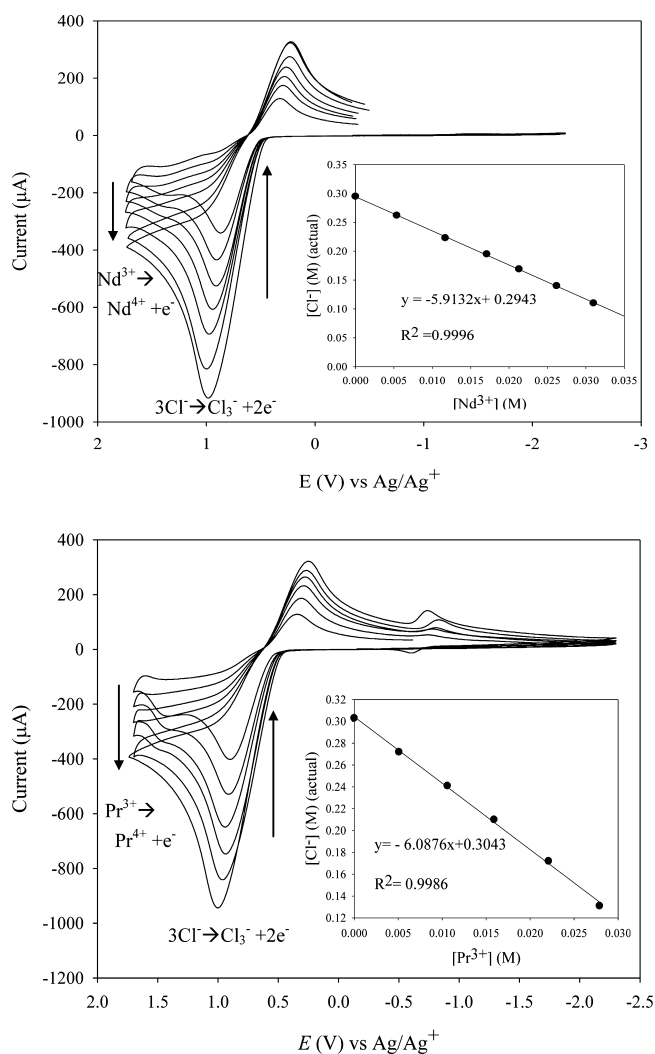 400
200
0
-200
-400
-600
-800
-1000
Current (µA)
Nd³⁺→
Nd⁴⁺ +e⁻
3Cl⁻→Cl₃⁻ +2e⁻
2 1 0 -1 -2 -3
E (V) vs Ag/Ag⁺
0.35
0.30
0.25
0.20
0.15
0.10
0.05
0.00
[Cl⁻] (M) (actual)
y = -5.9132x+ 0.2943
R² =0.9996
0.000 0.005 0.010 0.015 0.020 0.025 0.030 0.035
[Nd³⁺] (M)
400
200
0
-200
-400
-600
-800
-1000
-1200
Current (µA)
Pr³⁺→
Pr⁴⁺ +e⁻
3Cl⁻→Cl₃⁻ +2e⁻
2.0 1.5 1.0 0.5 0.0 -0.5 -1.0 -1.5 -2.0 -2.5
E (V) vs Ag/Ag⁺
0.32
0.30
0.28
0.26
0.24
0.22
0.20
0.18
0.16
0.14
0.12
[Cl⁻] (M) (actual)
y= - 6.0876x+0.3043
R²= 0.9986
0.000 0.005 0.010 0.015 0.020 0.025 0.030
[Pr³⁺] (M)